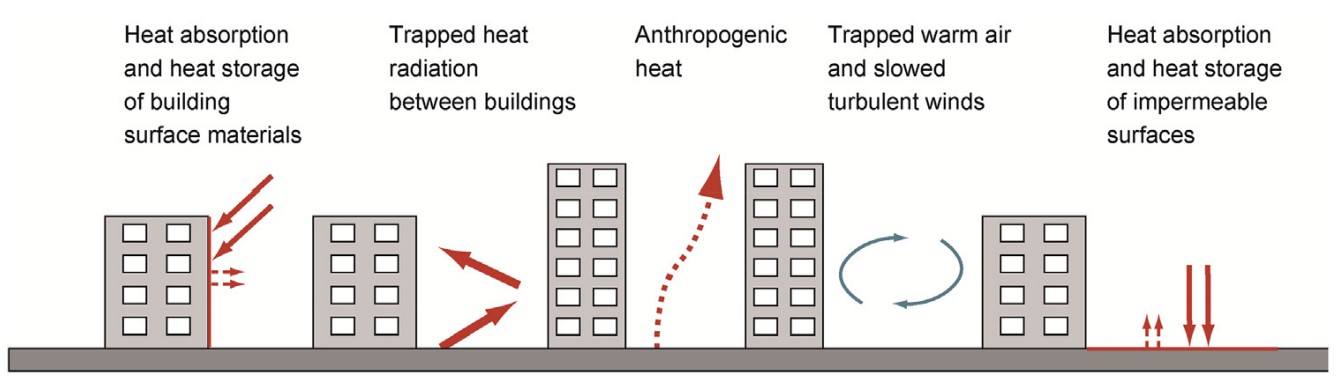 Heat absorption
and heat storage
of building
surface materials
Trapped heat
radiation
between buildings
Anthropogenic
heat
Trapped warm air
and slowed
turbulent winds
Heat absorption
and heat storage
of impermeable
surfaces